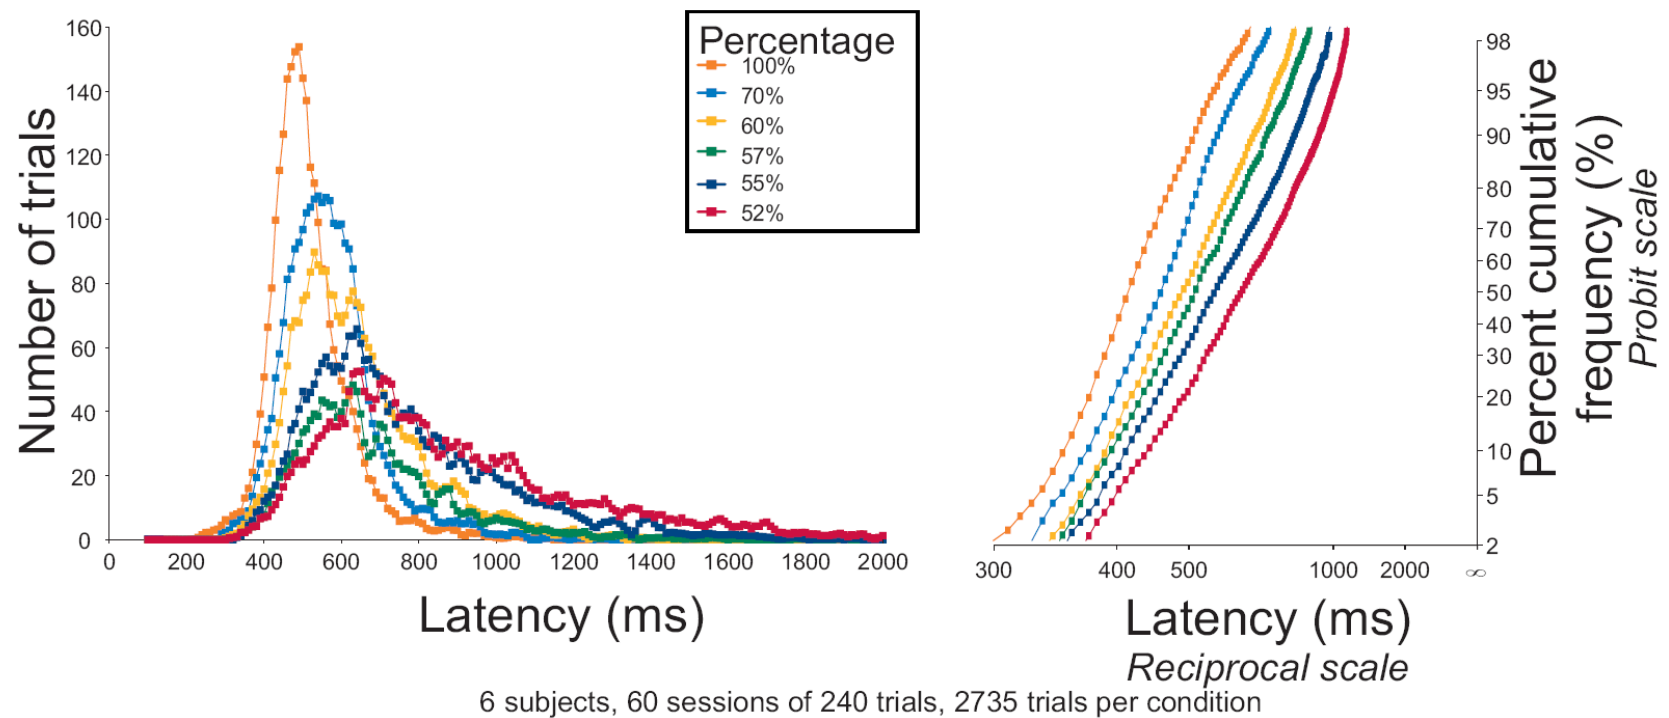 160
140
120
100
80
60
40
20
0
Number of trials
0 200 400 600 800 1000 1200 1400 1600 1800 2000
Latency (ms)
Percentage
100%
70%
60%
57%
55%
52%
98
95
90
80
70
60
50
40
30
20
10
5
2
Percent cumulative
frequency (%)
Probit scale
300 400 500 1000 2000 ∞
Latency (ms)
Reciprocal scale
6 subjects, 60 sessions of 240 trials, 2735 trials per condition